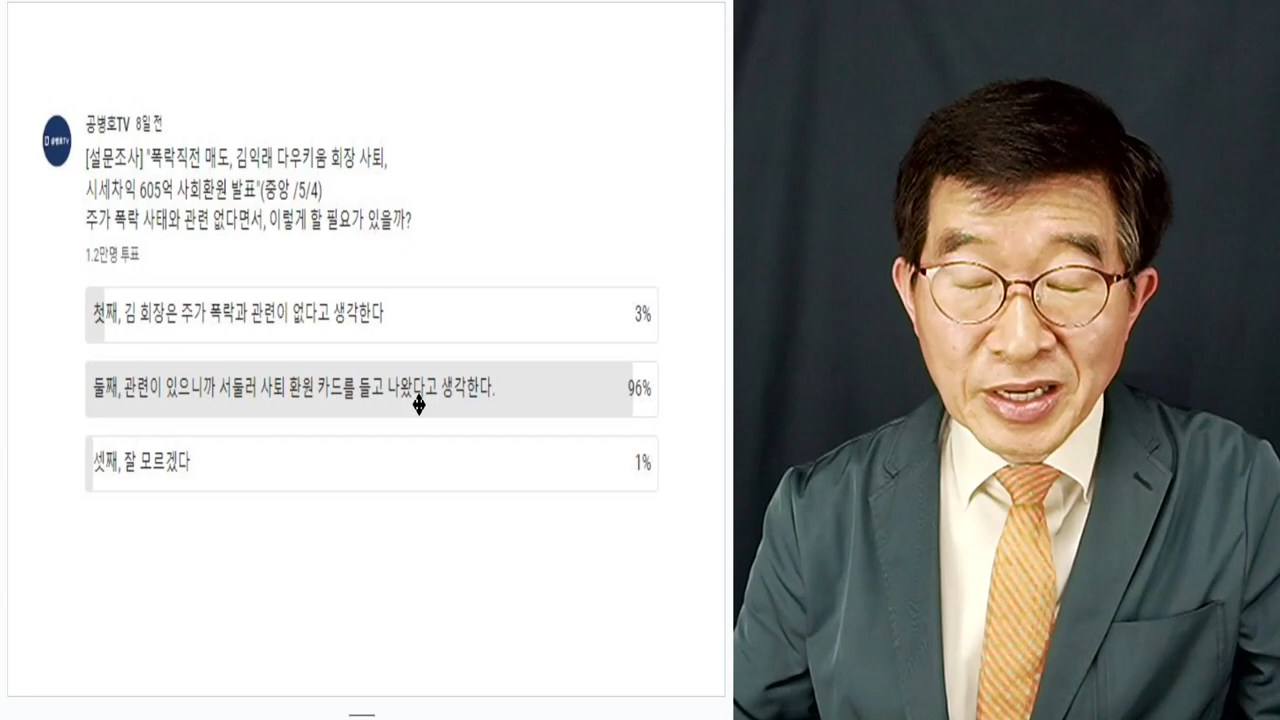 공병호TV
공병호TV 8일 전
[설문조사] "폭락직전 매도, 김익래 다우키움 회장 사퇴,
시세차익 605억 사회환원 발표"(중앙 /5/4)
주가 폭락 사태와 관련 없다면서, 이렇게 할 필요가 있을까?
1.2만명 투표
첫째, 김 회장은 주가 폭락과 관련이 없다고 생각한다 3%
둘째, 관련이 있으니까 서둘러 사퇴 환원 카드를 들고 나왔다고 생각한다. 96%
셋째, 잘 모르겠다 1%